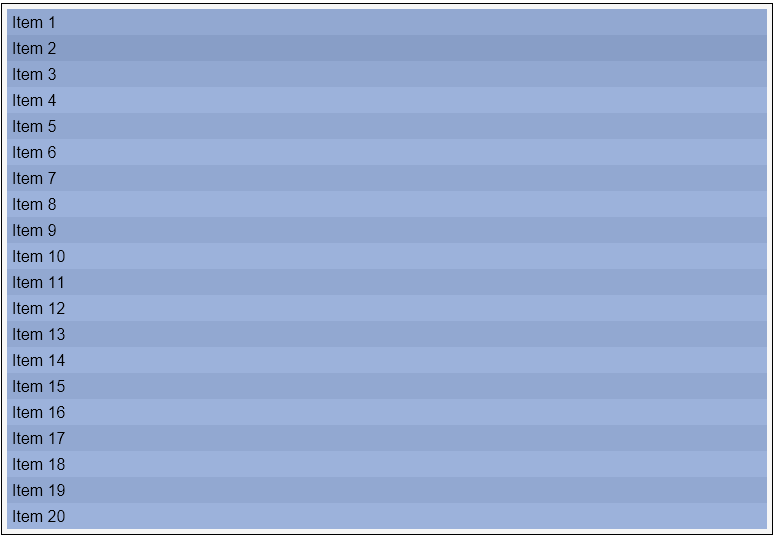 Item 1
Item 2
Item 3
Item 4
Item 5
Item 6
Item 7
Item 8
Item 9
Item 10
Item 11
Item 12
Item 13
Item 14
Item 15
Item 16
Item 17
Item 18
Item 19
Item 20